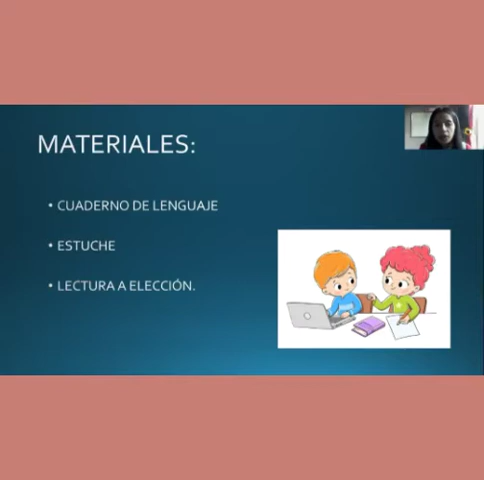 MATERIALES:
• CUADERNO DE LENGUAJE
• ESTUCHE
• LECTURA A ELECCIÓN.